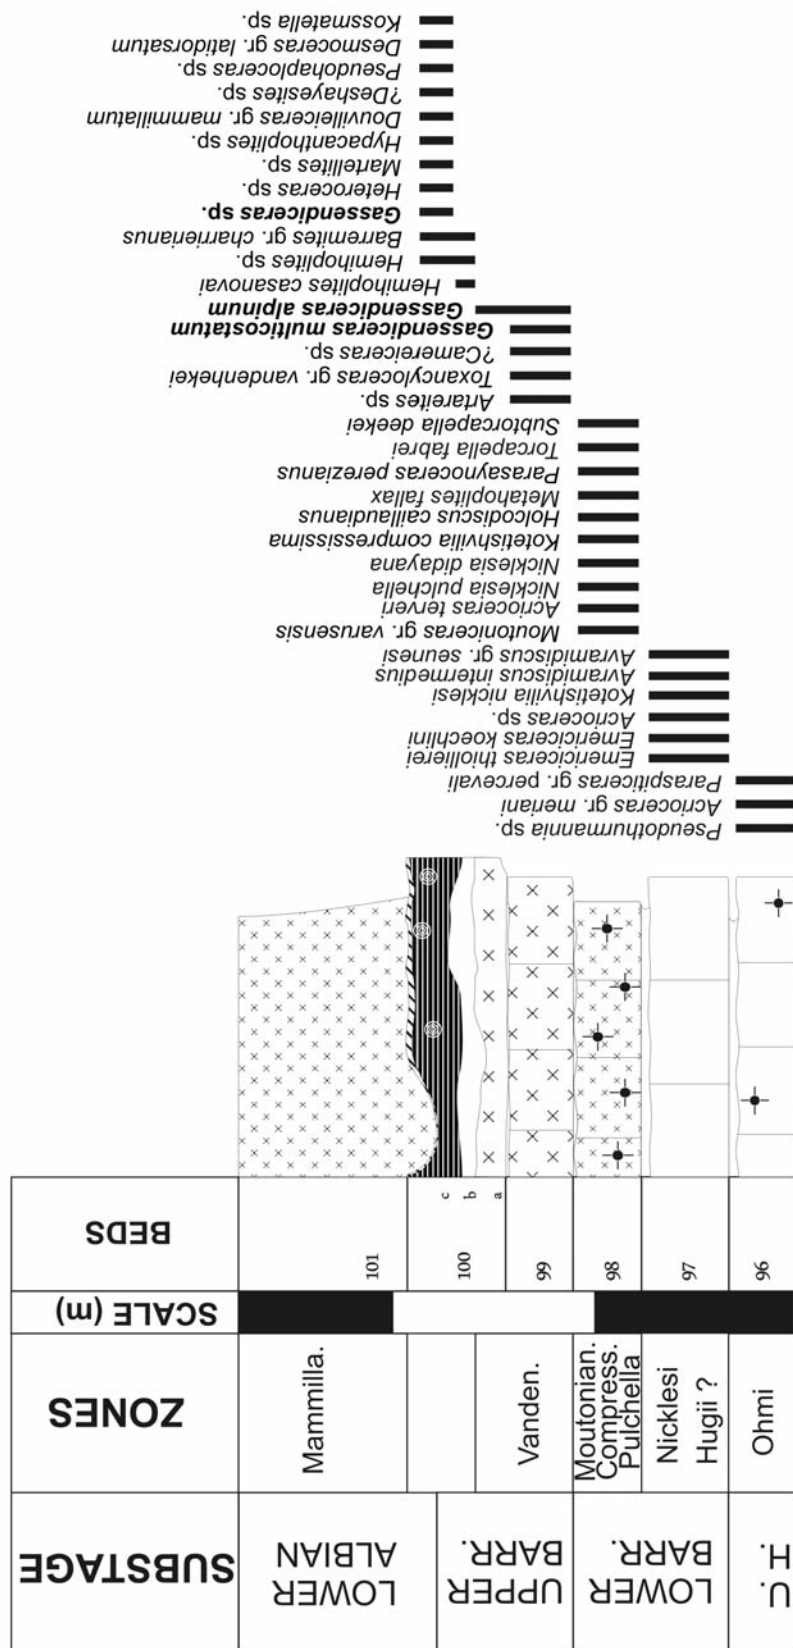 Kossmatella sp.
Desmoceras gr. latidorsatum
Pseudohaploceras sp.
?Deshayesites sp.
Douvilleiceras gr. mammillatum
Hypacanthoplites sp.
Martellites sp.
Heteroceras sp.
Gassendiceras sp.
Barremites gr. charrierianus
Hemihoplites sp.
Hemihoplites casanovai
Gassendiceras alpinum
Gassendiceras multicostatum
?Camereiceras sp.
Toxancyloceras gr. vandenhekei
Artareites sp.
Subtorcapella deekei
Torcapella fabrei
Parasaynoceras perezianus
Metahoplites fallax
Holcodiscus caillaudianus
Kotetishvilia compressissima
Nicklesia didayana
Nicklesia pulchella
Acrioceras terveri
Moutoniceras gr. varusensis
Avramidiscus gr. seunesi
Avramidiscus intermedius
Kotetishvilia nicklesi
Acrioceras sp.
Emericiceras koechlini
Emericiceras thiollierei
Paraspiticeras gr. percevali
Acrioceras gr. meriani
Pseudothurmannia sp.
BEDS
101
100
c
b
a
99
98
97
96
SCALE (m)
ZONES
Mammilla.
Vanden.
Moutonian.
Compress.
Pulchella
Nicklesi
Hugii ?
Ohmi
SUBSTAGE
LOWER
ALBIAN
UPPER
BARR.
LOWER
BARR.
U.
H.